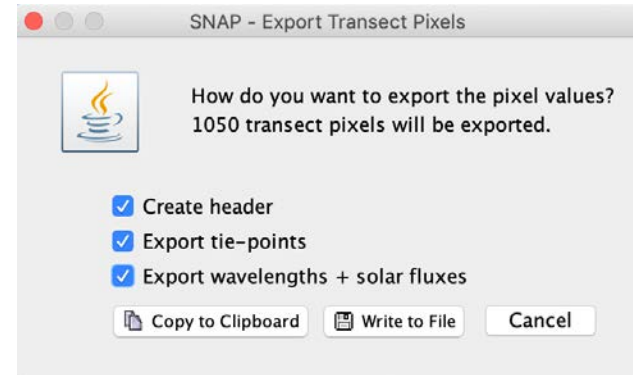 SNAP - Export Transect Pixels
How do you want to export the pixel values?
1050 transect pixels will be exported.
Create header
Export tie-points
Export wavelengths + solar fluxes
Copy to Clipboard Write to File Cancel